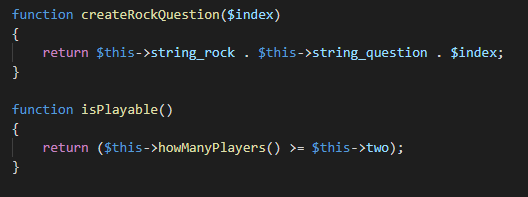 function createRockQuestion($index)
{
    return $this->string_rock . $this->string_question . $index;
}

function isPlayable()
{
    return ($this->howManyPlayers() >= $this->two);
}